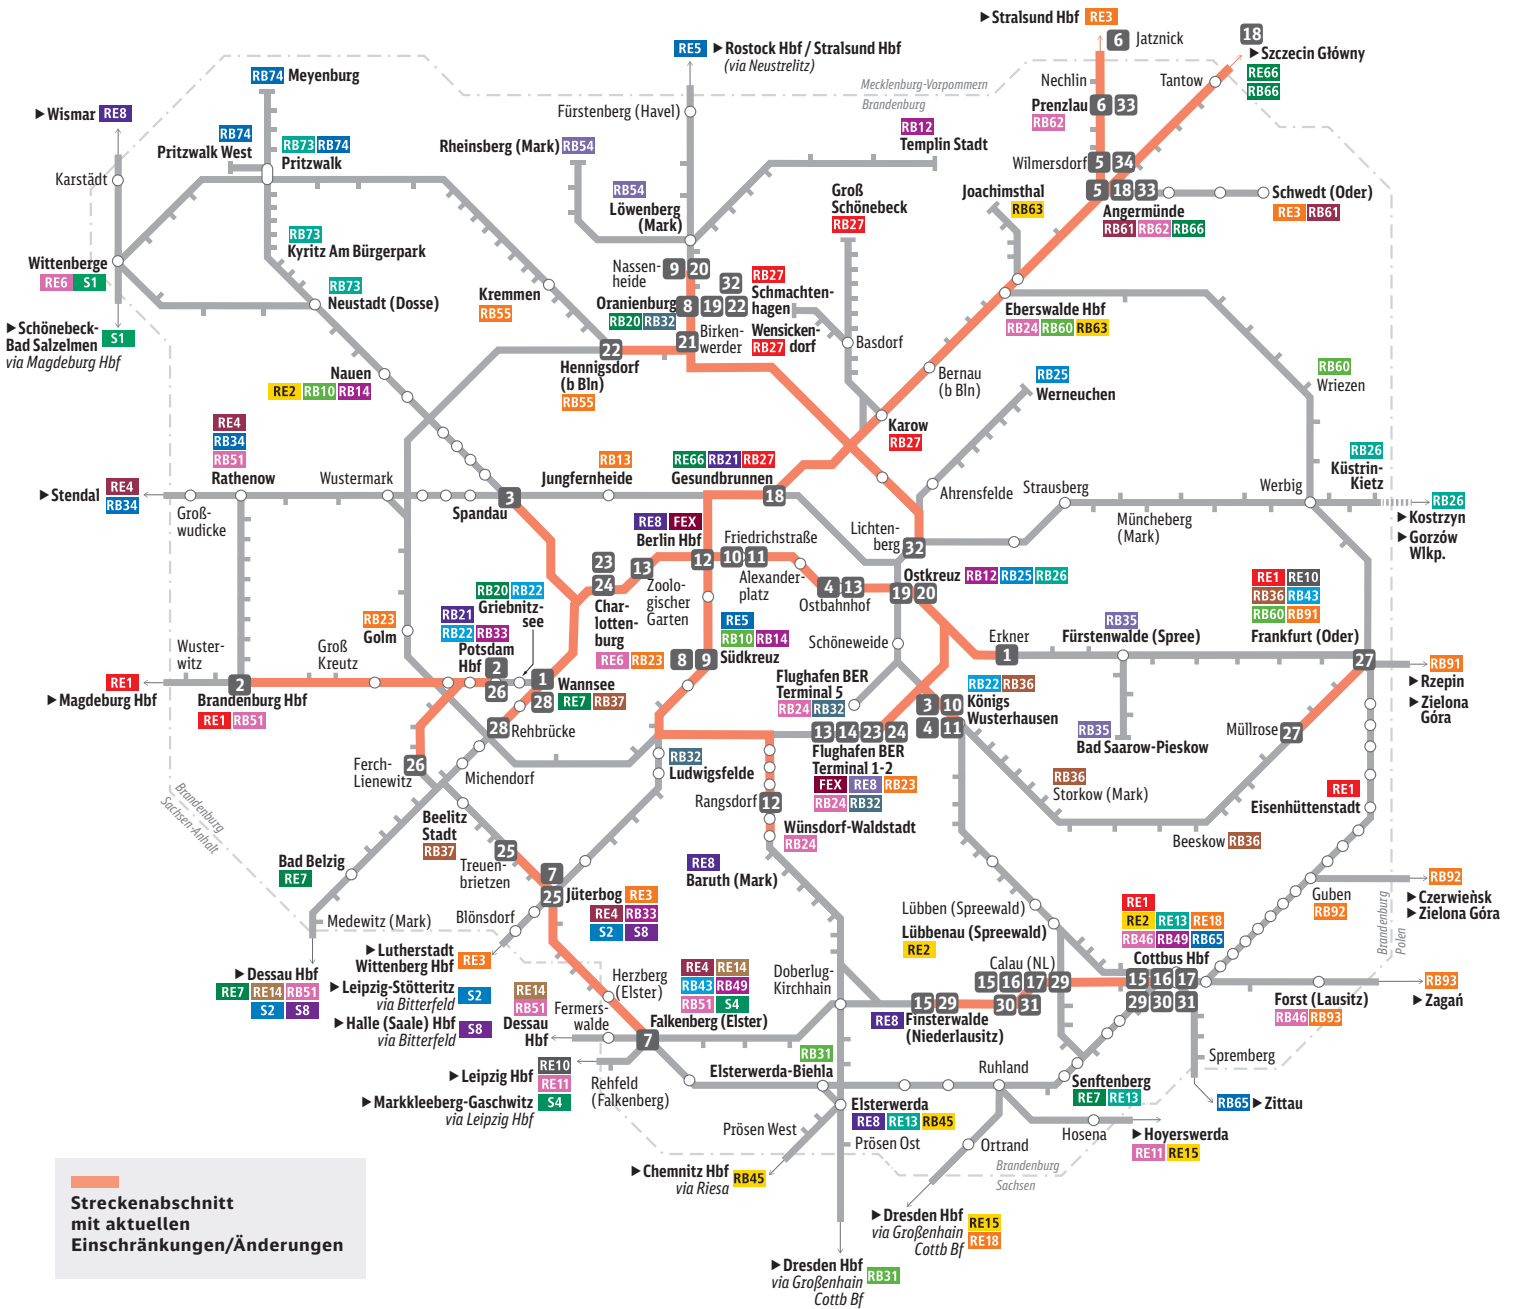 Stralsund Hbf RE3
6 Jatznick
18
Szczecin Główny
RE66
RB66
RE5 Rostock Hbf / Stralsund Hbf
(via Neustrelitz)
Mecklenburg-Vorpommern
Brandenburg
Nechlin
Tantow
RB74 Meyenburg
Wismar RE8
Fürstenberg (Havel)
Prenzlau 6 33
RB62
RB74
Pritzwalk West
RB73 RB74
Pritzwalk
Rheinsberg (Mark) RB54
RB12
Templin Stadt
Wilmersdorf 5 34
Karstädt
RB54
Löwenberg
(Mark)
Groß
Schönebeck
RB27
Joachimsthal
RB63
5 18 33
Angermünde
RB61 RB62 RB66
Schwedt (Oder)
RE3 RB61
RB73
Kyritz Am Bürgerpark
Wittenberge
RE6 S1
RB73
Neustadt (Dosse)
Kremmen
RB55
Nassen-
heide
9 20
32
RB27
Schmachten-
hagen
Oranienburg 8 19 22
RB20 RB32
Wensicken-
dorf
RB27
Birken-
werder
21
Basdorf
Eberswalde Hbf
RB24 RB60 RB63
Schönebeck-
Bad Salzelmen
via Magdeburg Hbf
S1
22
Hennigsdorf
(b Bln)
RB55
Nauen
RE2 RB10 RB14
Bernau
(b Bln)
RB25
Werneuchen
RB60
Wriezen
Karow
RB27
RE4
RB34
RB51
Rathenow
Wustermark
RB13
Jungfernheide
RE66 RB21 RB27
Gesundbrunnen
18
RB26
Küstrin-
Kietz
Stendal RE4
RB34
Groß-
wudicke
3
Spandau
Ahrensfelde
Strausberg
Werbig
RB26
Kostrzyn
Gorzów
Wlkp.
Müncheberg
(Mark)
RE8 FEX
Berlin Hbf
12
Friedrichstraße
10 11
Alexander-
platz
Lichten-
berg
32
23
24
Char-
lottenburg
RE6 RB23
13
Zoolo-
gischer
Garten
4 13
Ostbahnhof
Ostkreuz RB12 RB25 RB26
19 20
RE1 RE10
RB36 RB43
RB60 RB91
Frankfurt (Oder)
27
RB20 RB22
Griebnitz-
see
RB21
RB22 RB33
Potsdam
Hbf
2
26
RB23
Golm
RE5
RB10 RB14
Südkreuz
8 9
Schöneweide
Erkner
1
RB35
Fürstenwalde (Spree)
Wuster-
witz
Groß
Kreutz
1
28
Wannsee
RE7 RB37
RB91
Rzepin
Zielona
Góra
RE1
Magdeburg Hbf
2
Brandenburg Hbf
RE1 RB51
Flughafen BER
Terminal 5
RB24 RB32
RB22 RB36
Königs
Wusterhausen
3 10
4 11
28 Rehbrücke
13 14 23 24
Flughafen BER
Terminal 1-2
FEX RE8 RB23
RB24 RB32
RB35
Bad Saarow-Pieskow
Müllrose 27
Ferch-
Lienewitz
26
Michendorf
RB32
Ludwigsfelde
RB36
Storkow (Mark)
RE1
Eisenhüttenstadt
Brandenburg
Sachsen-Anhalt
Beelitz
Stadt
RB37
Rangsdorf 12
Wünsdorf-Waldstadt
RB24
Beeskow RB36
Bad Belzig
RE7
25
Treuen-
brietzen
7
25
Jüterbog RE3
RE4 RB33
S2 S8
RE8
Baruth (Mark)
RB92
Guben
RB92
Czerwieńsk
Zielona Góra
Medewitz (Mark)
Blönsdorf
Lübben (Spreewald)
Lübbenau (Spreewald)
RE2
RE1
RE2 RE13 RE18
RB46 RB49 RB65
Cottbus Hbf
15 16 17
29 30 31
Brandenburg
Polen
Lutherstadt
Wittenberg Hbf
RE3
Dessau Hbf
RE7 RE14 RB51
S2 S8
Leipzig-Stötteritz
via Bitterfeld
S2
Halle (Saale) Hbf
via Bitterfeld
S8
Herzberg
(Elster)
RE4 RE14
RB43 RB49
RB51 S4
Falkenberg (Elster)
7
Doberlug-
Kirchhain
Calau (NL)
15 16 17 29
30 31
15 29
RE8 Finsterwalde
(Niederlausitz)
RB93
Zagań
Forst (Lausitz)
RB46 RB93
RE14
RB51
Dessau
Hbf
Fermers-
walde
RB31
Elsterwerda-Biehla
Ruhland
Spremberg
Leipzig Hbf RE10
RE11
Rehfeld
(Falkenberg)
Markkleeberg-Gaschwitz S4
via Leipzig Hbf
Senftenberg
RE7 RE13
RB65 Zittau
Elsterwerda
RE8 RE13 RB45
Prösen West
Prösen Ost
Hosena
Hoyerswerda
RE11 RE15
Ortrand
Brandenburg
Sachsen
Chemnitz Hbf RB45
via Riesa
Dresden Hbf RE15
via Großenhain RE18
Cottb Bf
Dresden Hbf
via Großenhain
Cottb Bf
RB31
Streckenabschnitt
mit aktuellen
Einschränkungen/Änderungen